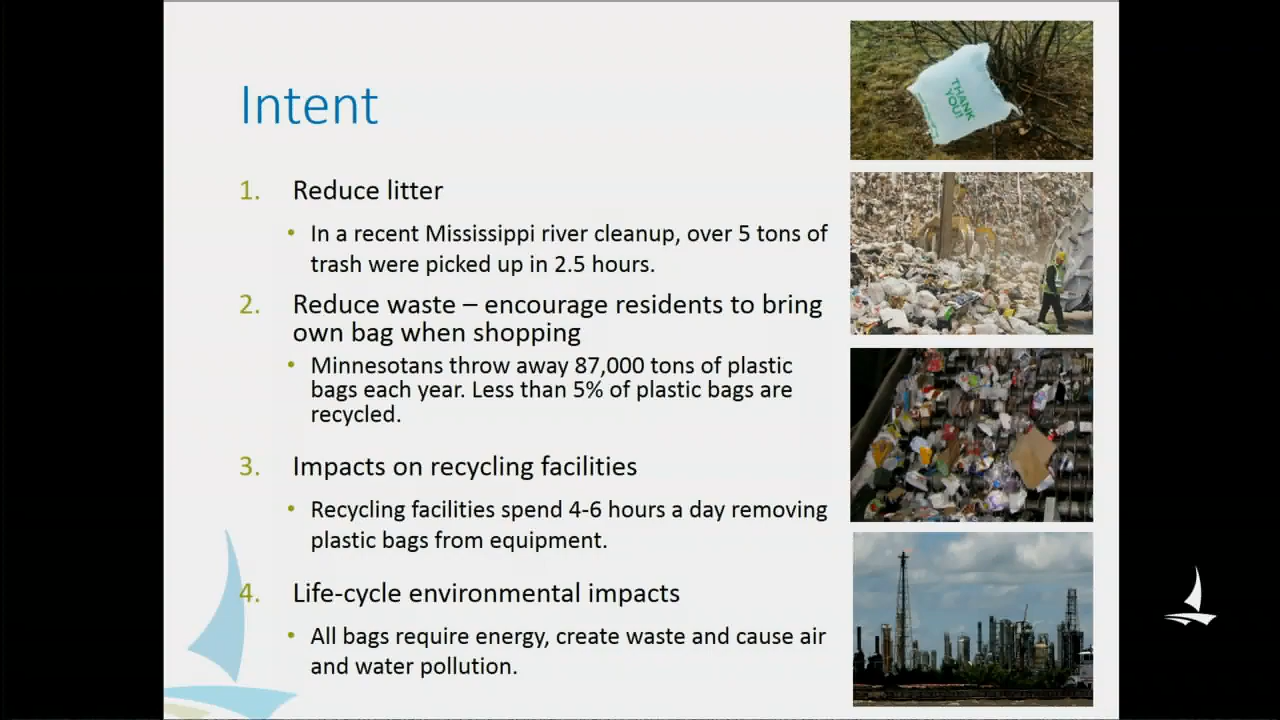 Intent
1. Reduce litter
• In a recent Mississippi river cleanup, over 5 tons of
trash were picked up in 2.5 hours.
2. Reduce waste – encourage residents to bring
own bag when shopping
• Minnesotans throw away 87,000 tons of plastic
bags each year. Less than 5% of plastic bags are
recycled.
3. Impacts on recycling facilities
• Recycling facilities spend 4-6 hours a day removing
plastic bags from equipment.
4. Life-cycle environmental impacts
• All bags require energy, create waste and cause air
and water pollution.
THANK
YOU!